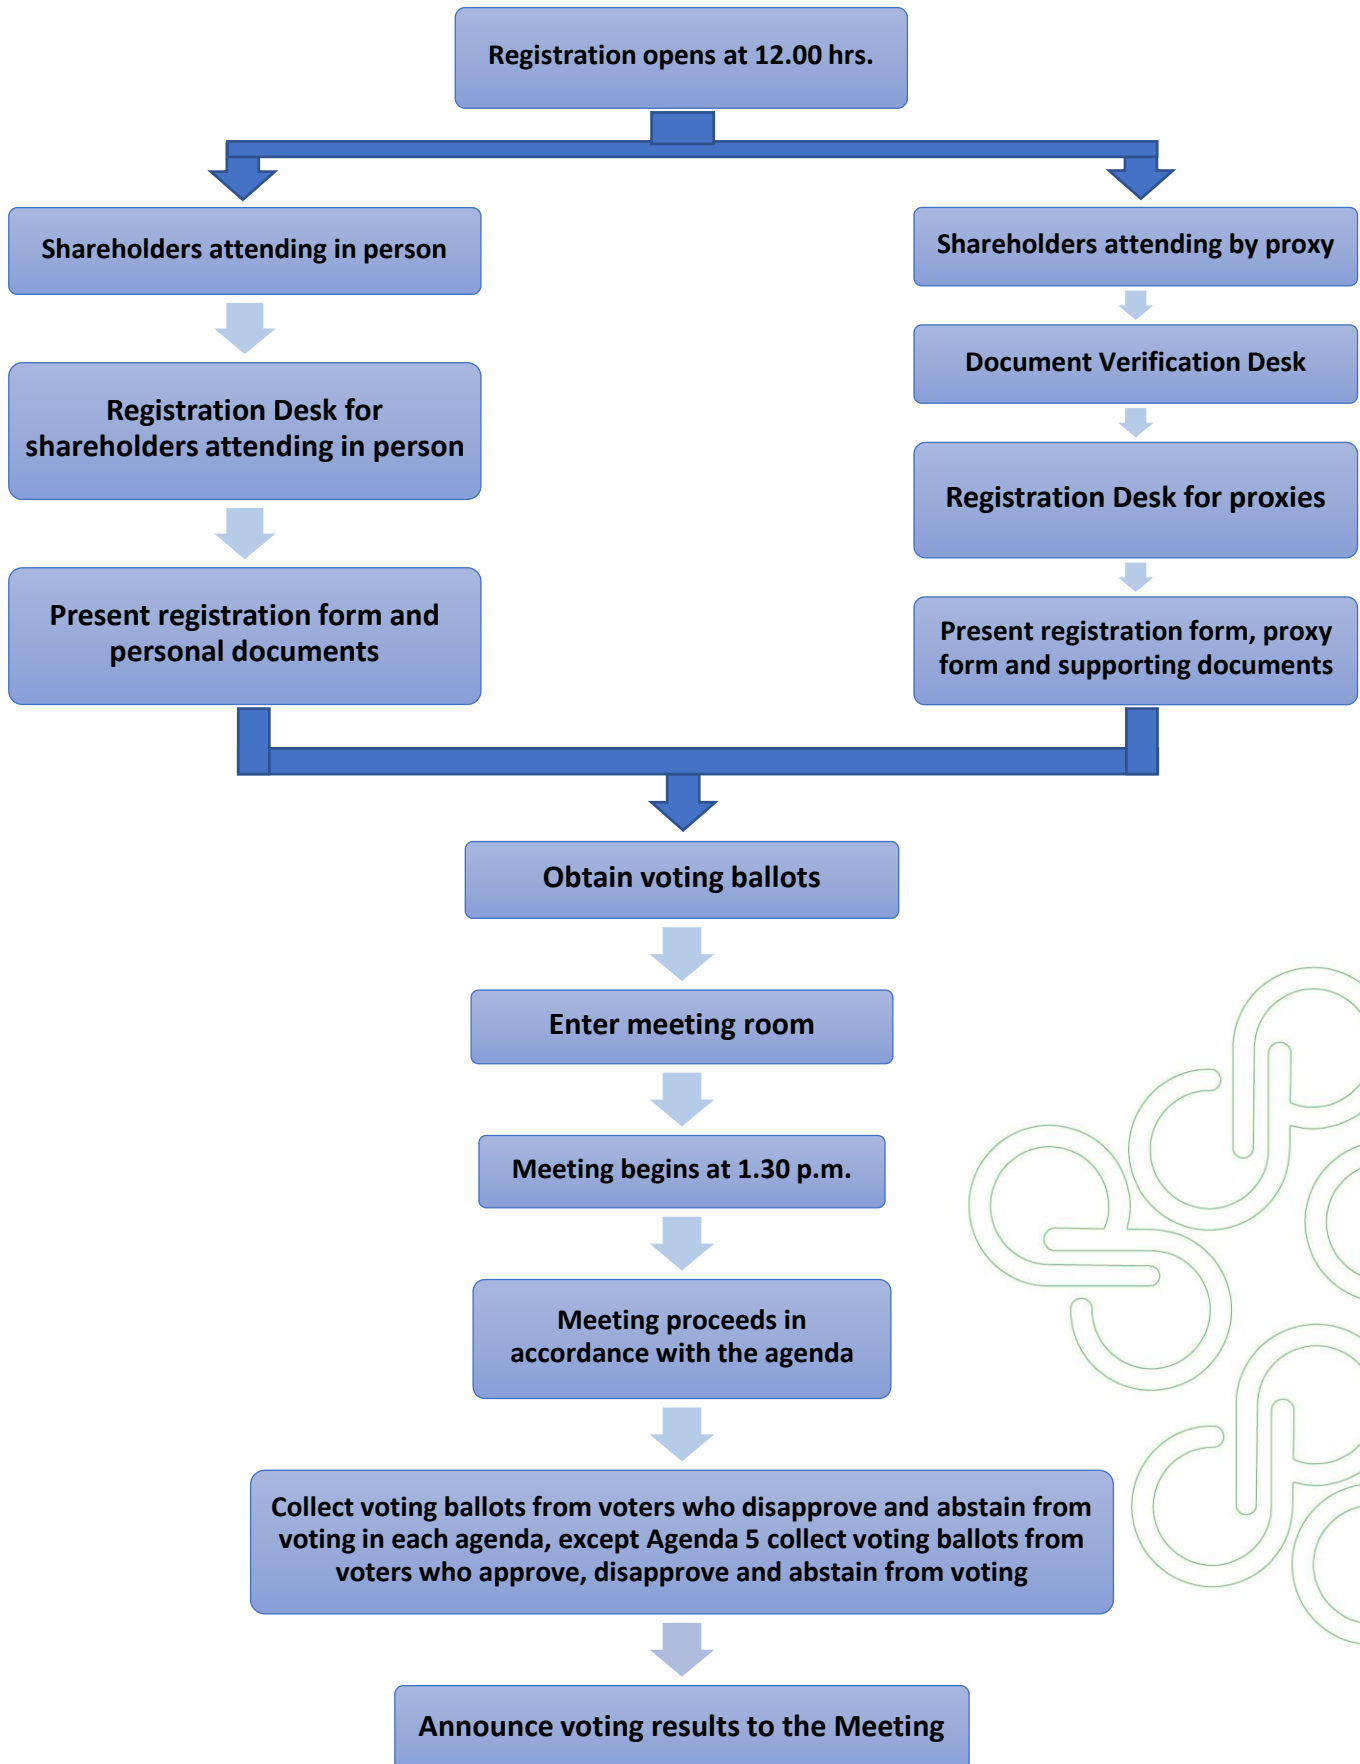 Registration opens at 12.00 hrs.
Shareholders attending in person
Registration Desk for
shareholders attending in person
Present registration form and
personal documents
Shareholders attending by proxy
Document Verification Desk
Registration Desk for proxies
Present registration form, proxy
form and supporting documents
Obtain voting ballots
Enter meeting room
Meeting begins at 1.30 p.m.
Meeting proceeds in
accordance with the agenda
Collect voting ballots from voters who disapprove and abstain from
voting in each agenda, except Agenda 5 collect voting ballots from
voters who approve, disapprove and abstain from voting
Announce voting results to the Meeting